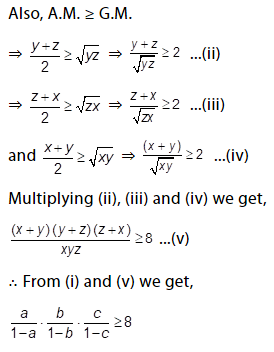 Also, A.M. ≥ G.M.
⇒ (y+z)/2 ≥ √(yz) ⇒ (y+z)/√(yz) ≥ 2 ...(ii)
⇒ (z+x)/2 ≥ √(zx) ⇒ (z+x)/√(zx) ≥ 2 ...(iii)
and (x+y)/2 ≥ √(xy) ⇒ (x+y)/√(xy) ≥ 2 ...(iv)
Multiplying (ii), (iii) and (iv) we get,
(x+y)(y+z)(z+x)/xyz ≥ 8 ...(v)
∴ From (i) and (v) we get,
a/(1−a) · b/(1−b) · c/(1−c) ≥ 8